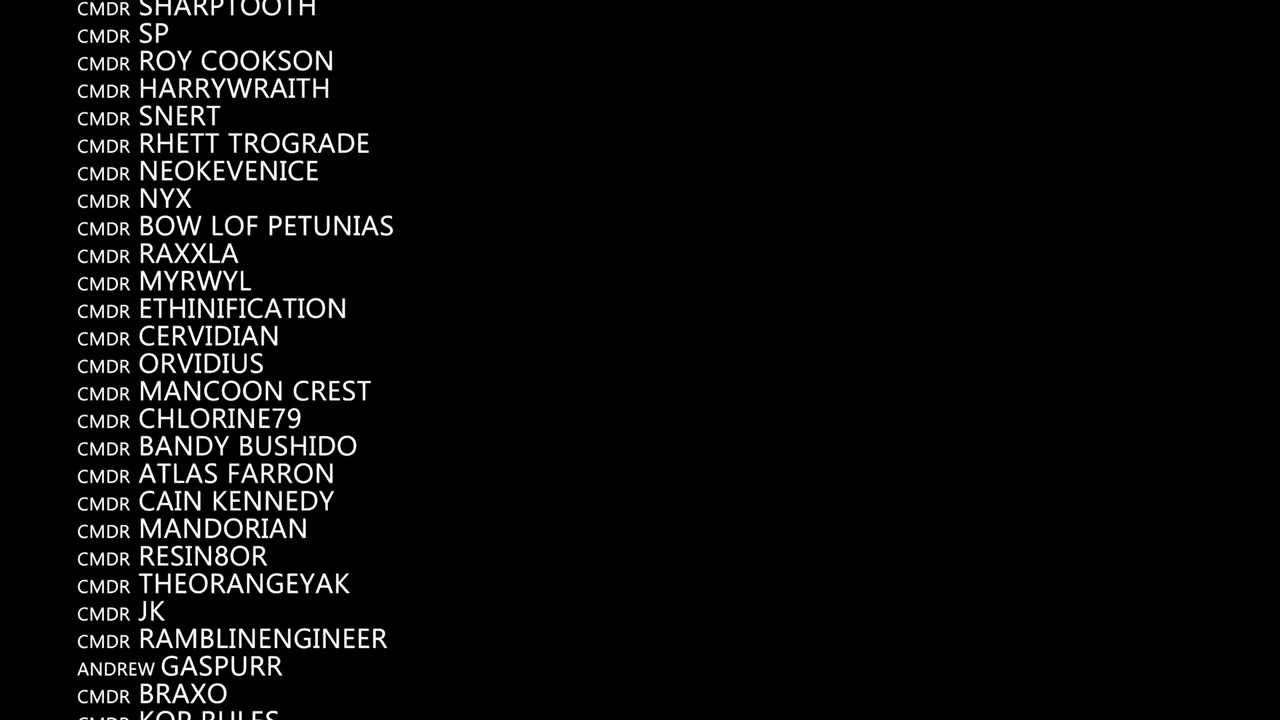 CMDR SHARPTOOTH
CMDR SP
CMDR ROY COOKSON
CMDR HARRYWRAITH
CMDR SNERT
CMDR RHETT TROGRADE
CMDR NEOKEVENICE
CMDR NYX
CMDR BOW LOF PETUNIAS
CMDR RAXXLA
CMDR MYRWYL
CMDR ETHINIFICATION
CMDR CERVIDIAN
CMDR ORVIDIUS
CMDR MANCOON CREST
CMDR CHLORINE79
CMDR BANDY BUSHIDO
CMDR ATLAS FARRON
CMDR CAIN KENNEDY
CMDR MANDORIAN
CMDR RESIN8OR
CMDR THEORANGEYAK
CMDR JK
CMDR RAMBLINENGINEER
ANDREW GASPURR
CMDR BRAXO
CMDR